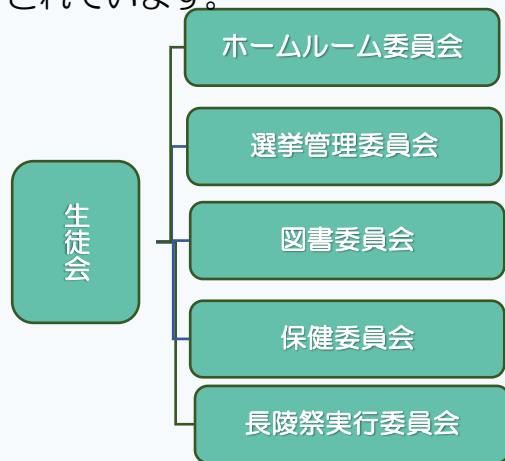 されています。
ホームルーム委員会
選挙管理委員会
生徒会
図書委員会
保健委員会
長陵祭実行委員会